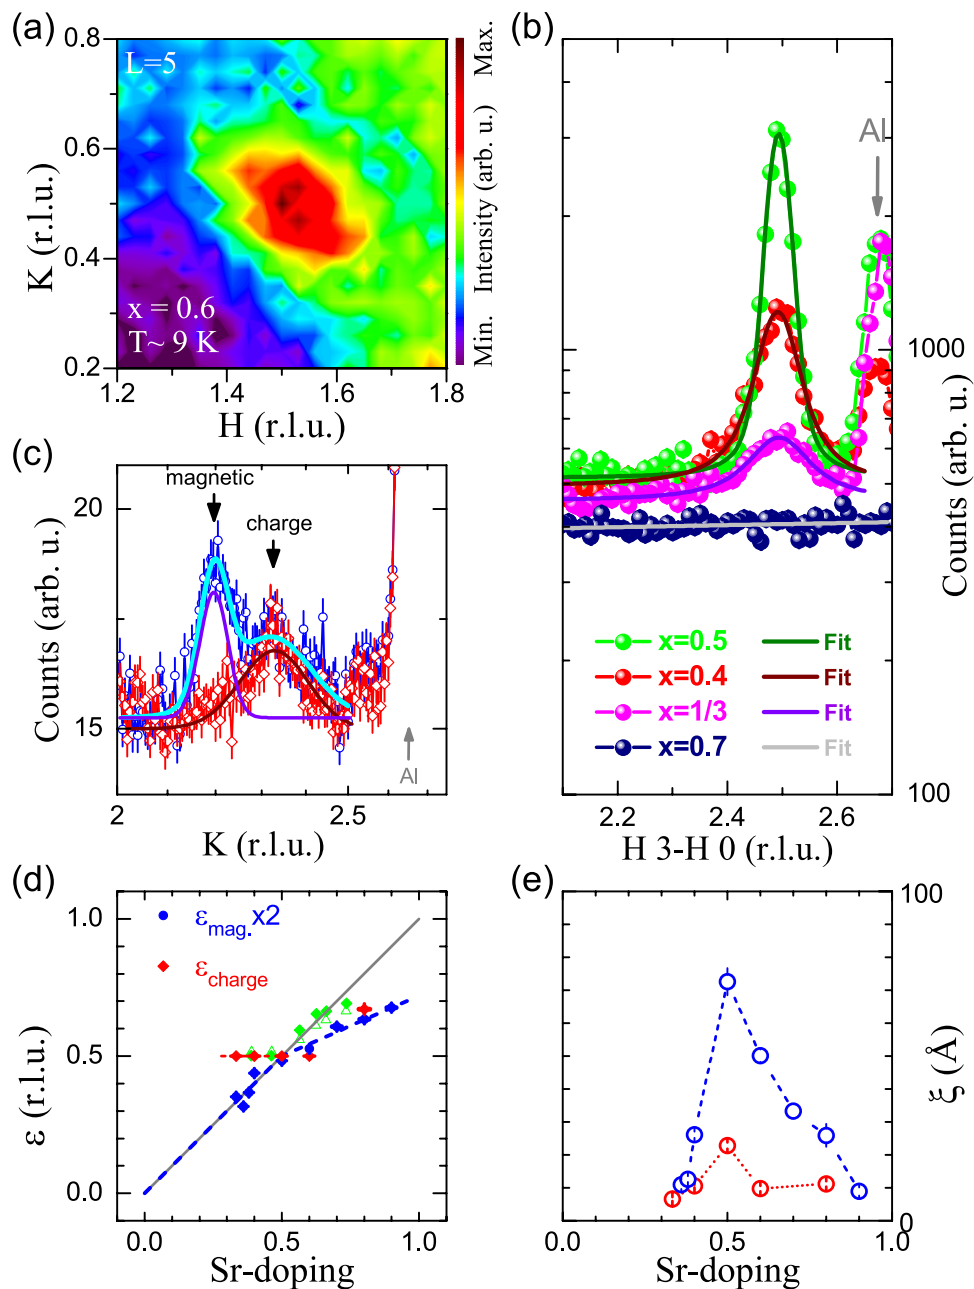 (a)
0.8
0.6
0.4
0.2
K (r.l.u.)
L=5
x = 0.6
T~ 9 K
1.2 1.4 1.6 1.8
H (r.l.u.)
Min. Intensity (arb. u.) Max.
(b)
Al
1000
100
Counts (arb. u.)
x=0.5 Fit
x=0.4 Fit
x=1/3 Fit
x=0.7 Fit
2.2 2.4 2.6
H 3-H 0 (r.l.u.)
(c)
magnetic
charge
20
15
Counts (arb. u.)
Al
2 2.5
K (r.l.u.)
(d)
1.0
0.5
0.0
ε (r.l.u.)
εmag.x2
εcharge
0.0 0.5 1.0
Sr-doping
(e)
100
0
ξ (Å)
0.0 0.5 1.0
Sr-doping